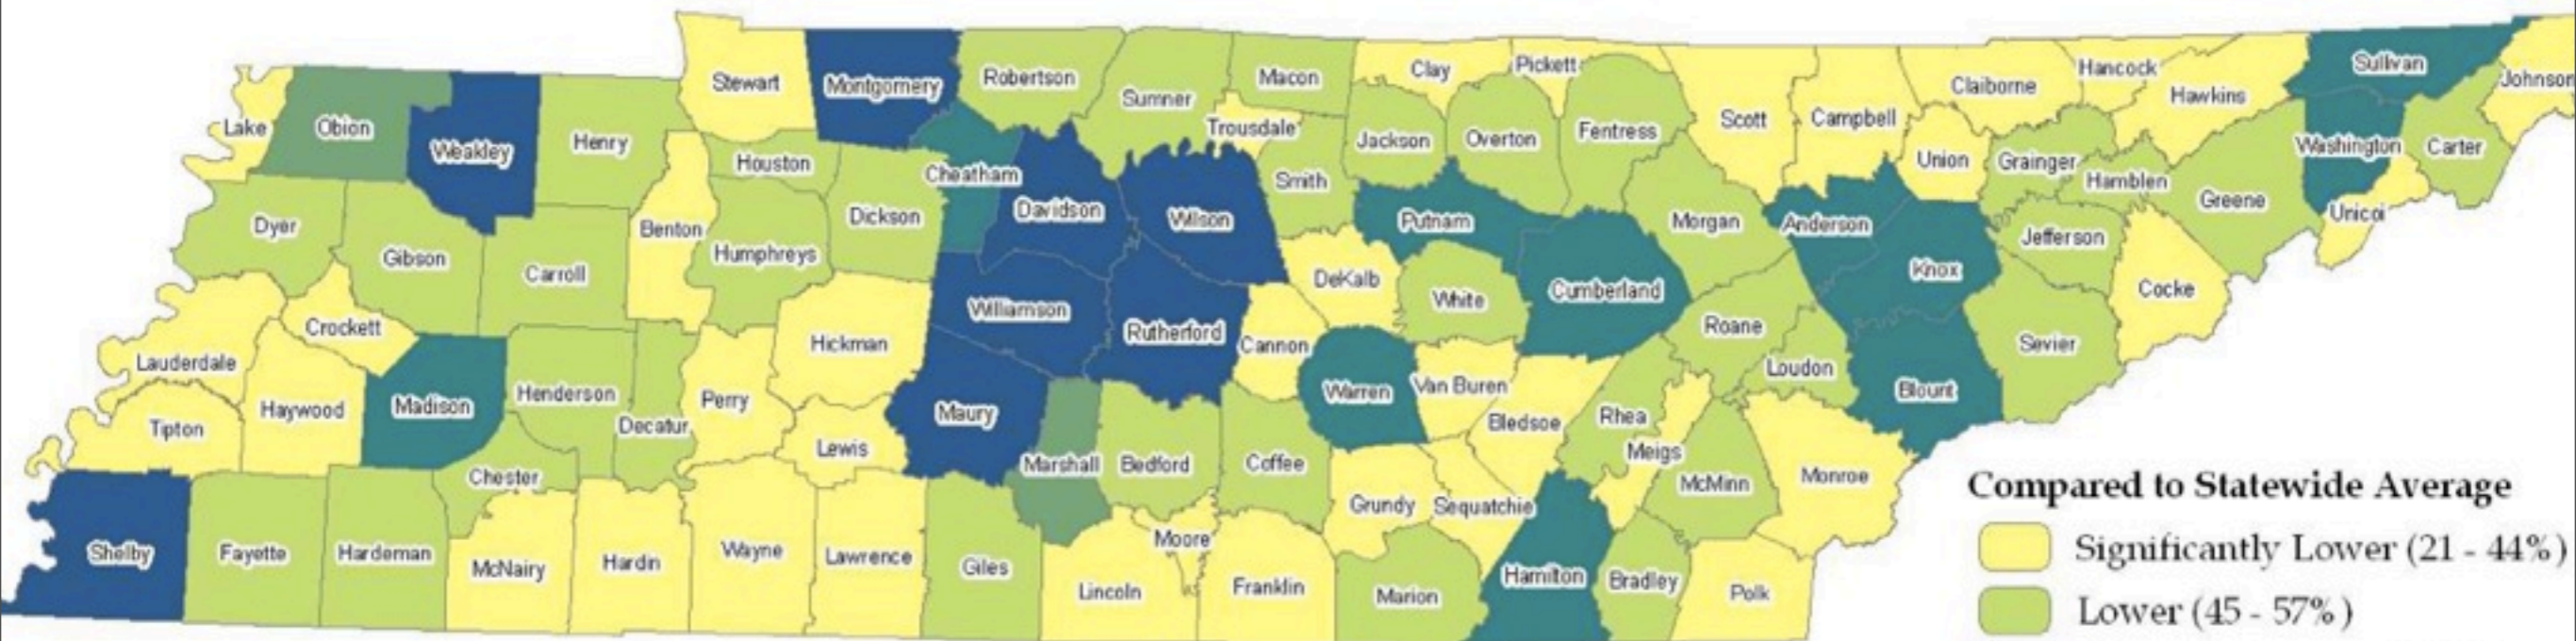 Stewart
Montgomery
Robertson
Sumner
Macon
Clay
Pickett
Scott
Campbell
Claiborne
Hancock
Hawkins
Sullivan
Johnson
Lake
Obion
Weakley
Henry
Houston
Cheatham
Trousdale
Smith
Jackson
Overton
Fentress
Union
Grainger
Hamblen
Greene
Washington
Carter
Unicoi
Dyer
Gibson
Carroll
Benton
Humphreys
Dickson
Davidson
Wilson
Putnam
Morgan
Anderson
Jefferson
Cocke
Lauderdale
Crockett
Hickman
Williamson
Rutherford
Cannon
DeKalb
White
Cumberland
Roane
Knox
Loudon
Sevier
Tipton
Haywood
Madison
Henderson
Decatur
Perry
Lewis
Maury
Marshall
Bedford
Coffee
Warren
Van Buren
Bledsoe
Rhea
Meigs
McMinn
Monroe
Blount
Shelby
Fayette
Hardeman
Chester
McNairy
Hardin
Wayne
Lawrence
Giles
Lincoln
Moore
Franklin
Grundy
Sequatchie
Marion
Hamilton
Bradley
Polk
Compared to Statewide Average
Significantly Lower (21 - 44%)
Lower (45 - 57%)